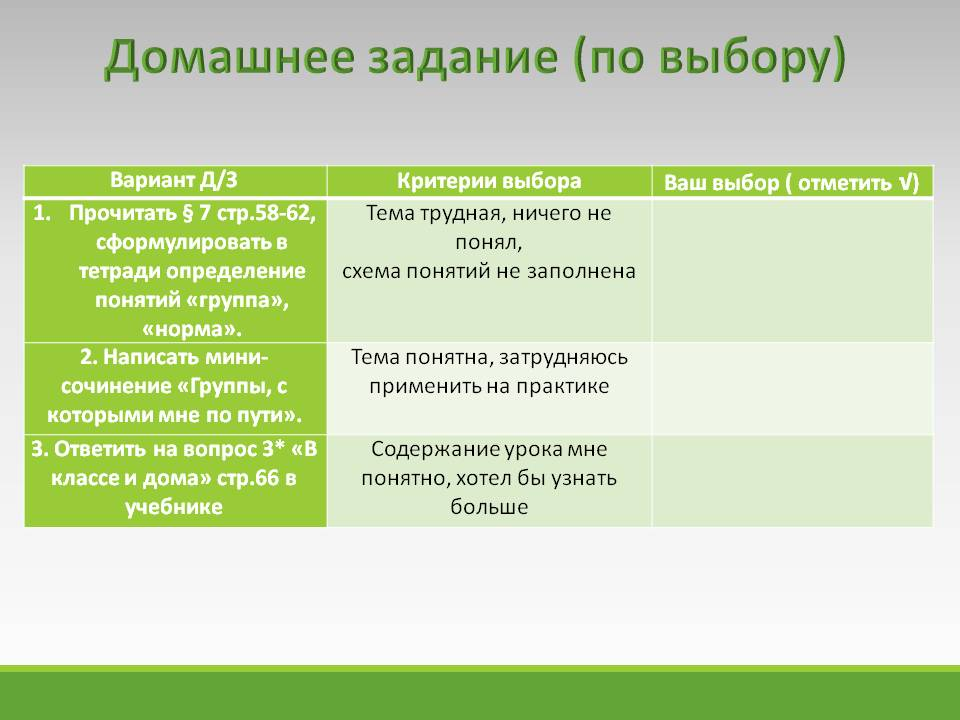 Домашнее задание (по выбору)
Вариант Д/З
Критерии выбора
Ваш выбор ( отметить √)
1. Прочитать § 7 стр.58-62,
сформулировать в
тетради определение
понятий «группа»,
«норма».
Тема трудная, ничего не
понял,
схема понятий не заполнена
2. Написать мини-
сочинение «Группы, с
которыми мне по пути».
Тема понятна, затрудняюсь
применить на практике
3. Ответить на вопрос 3* «В
классе и дома» стр.66 в
учебнике
Содержание урока мне
понятно, хотел бы узнать
больше